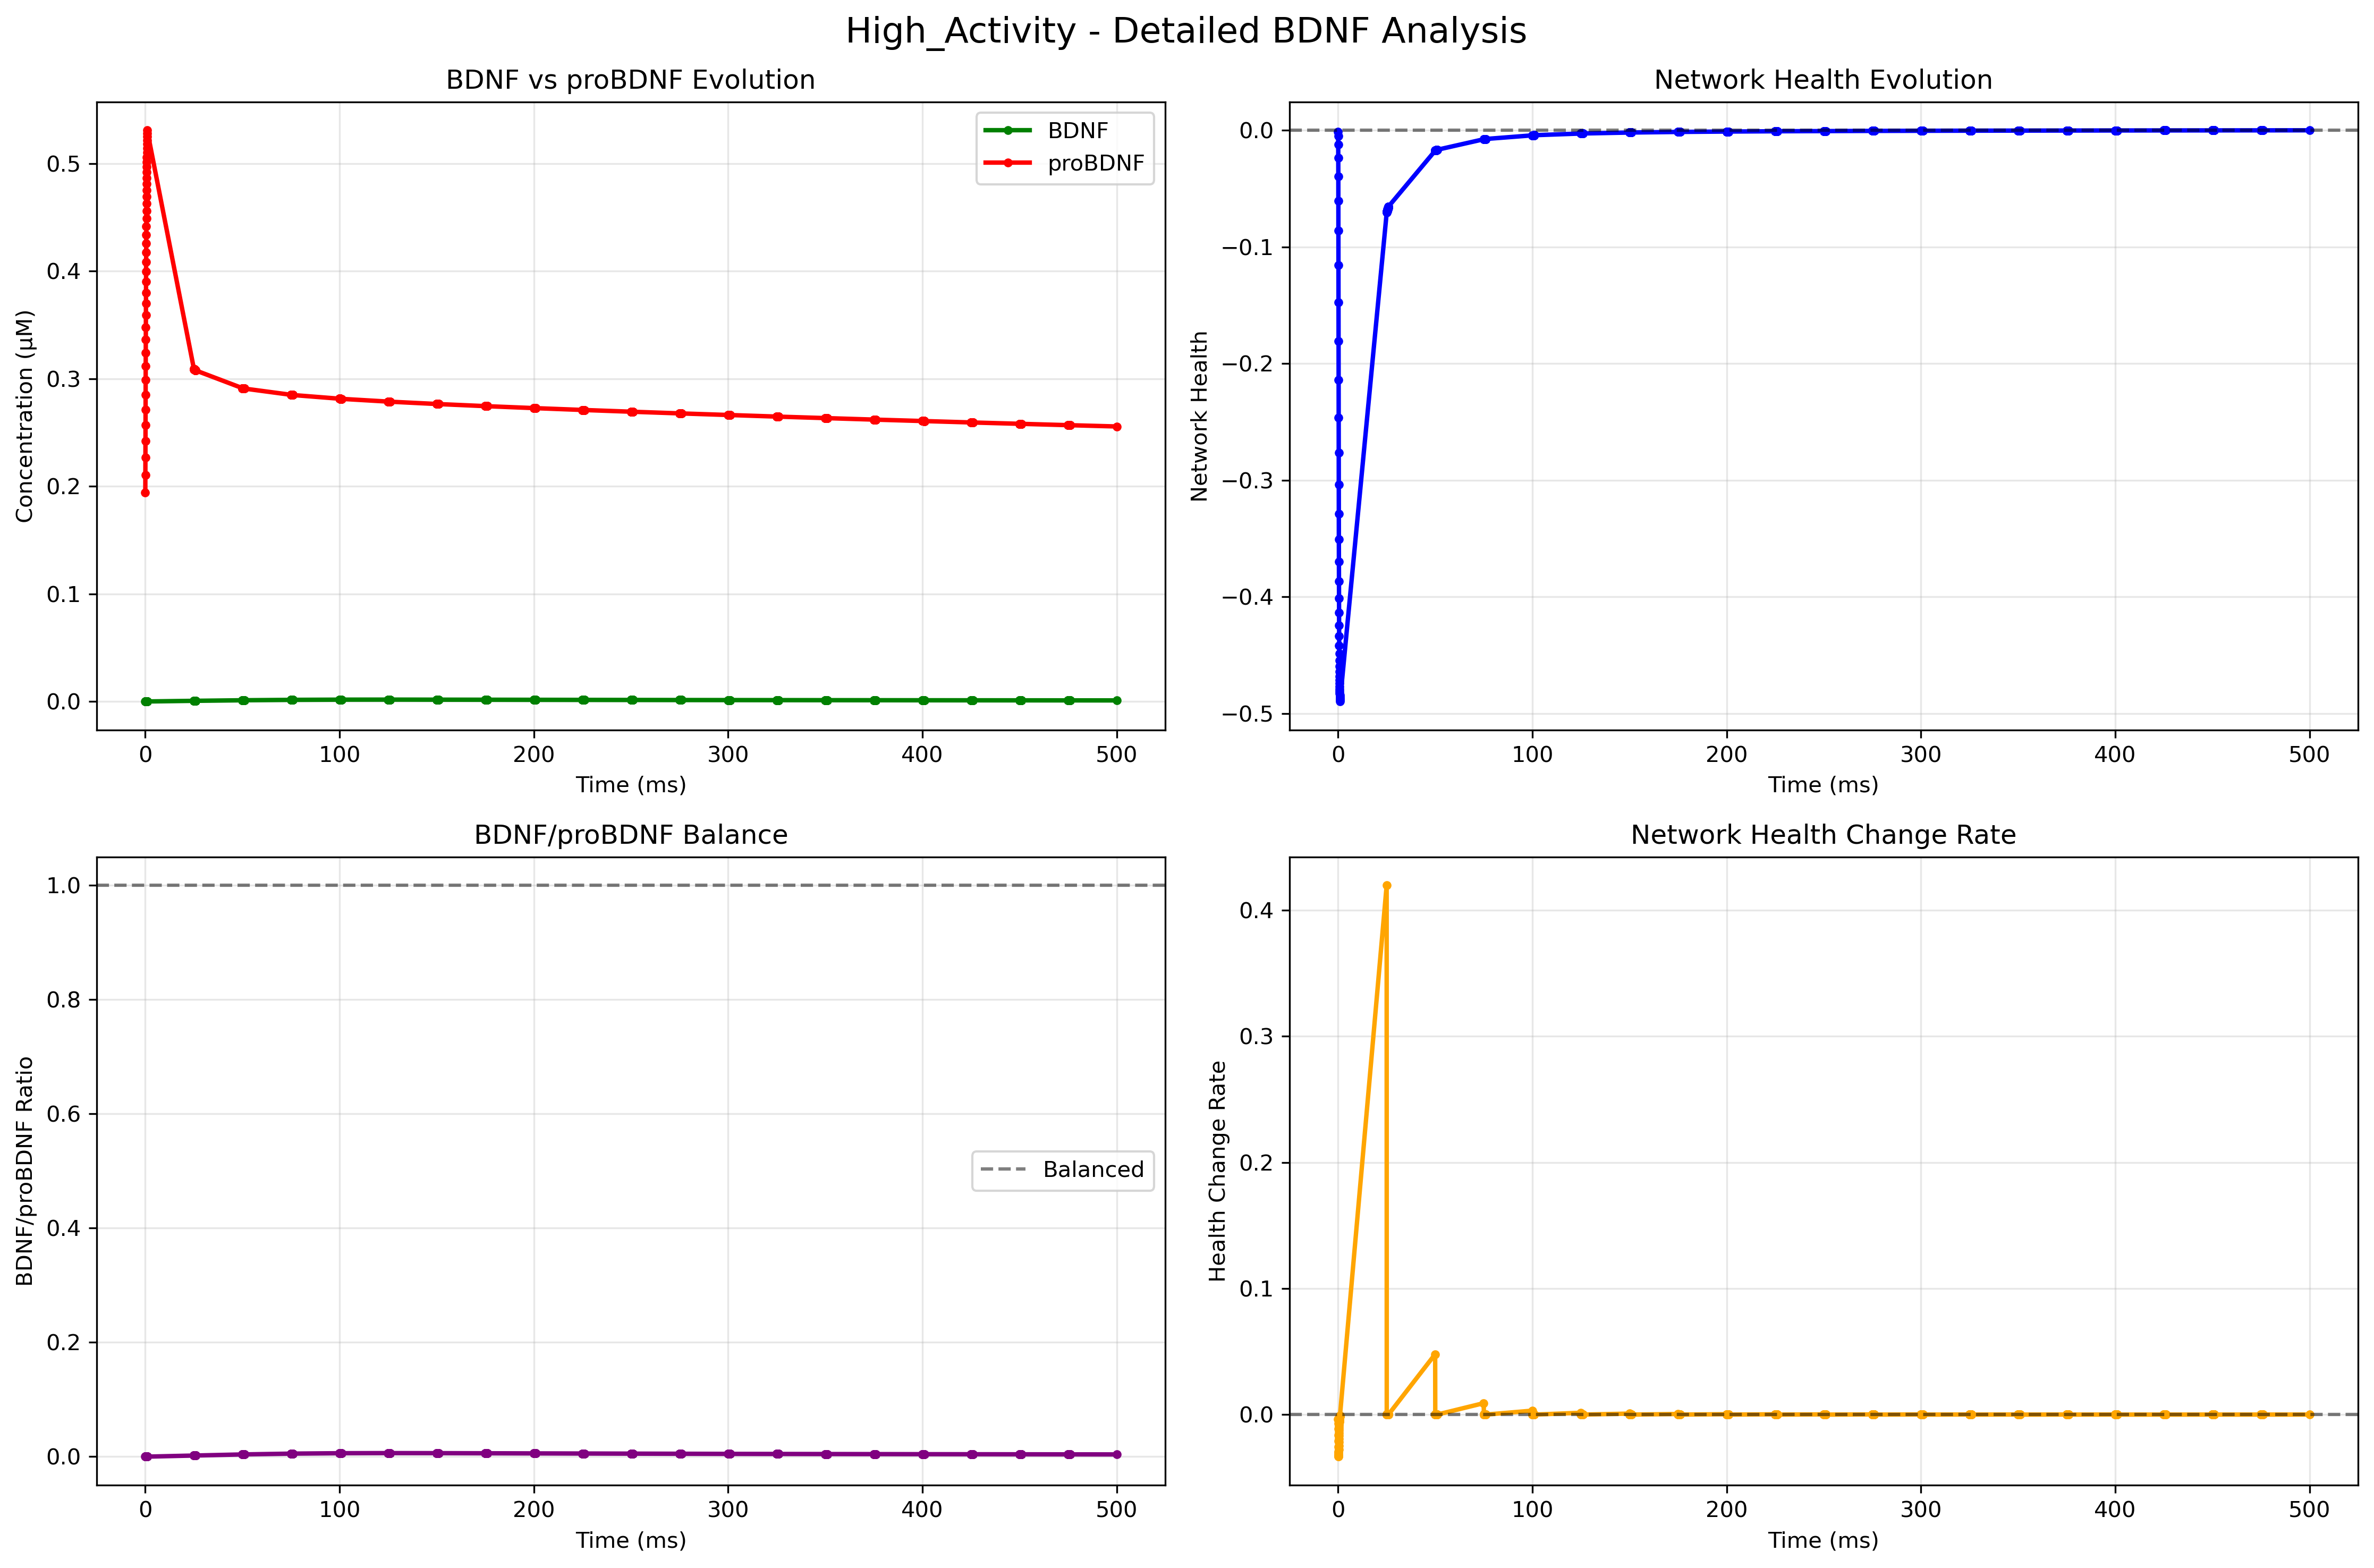 High_Activity - Detailed BDNF Analysis
BDNF vs proBDNF Evolution
Concentration (μM)
0.5
0.4
0.3
0.2
0.1
0.0
BDNF
proBDNF
0 100 200 300 400 500
Time (ms)
Network Health Evolution
Network Health
0.0
−0.1
−0.2
−0.3
−0.4
−0.5
0 100 200 300 400 500
Time (ms)
BDNF/proBDNF Balance
BDNF/proBDNF Ratio
1.0
0.8
0.6
0.4
0.2
0.0
Balanced
0 100 200 300 400 500
Time (ms)
Network Health Change Rate
Health Change Rate
0.4
0.3
0.2
0.1
0.0
0 100 200 300 400 500
Time (ms)